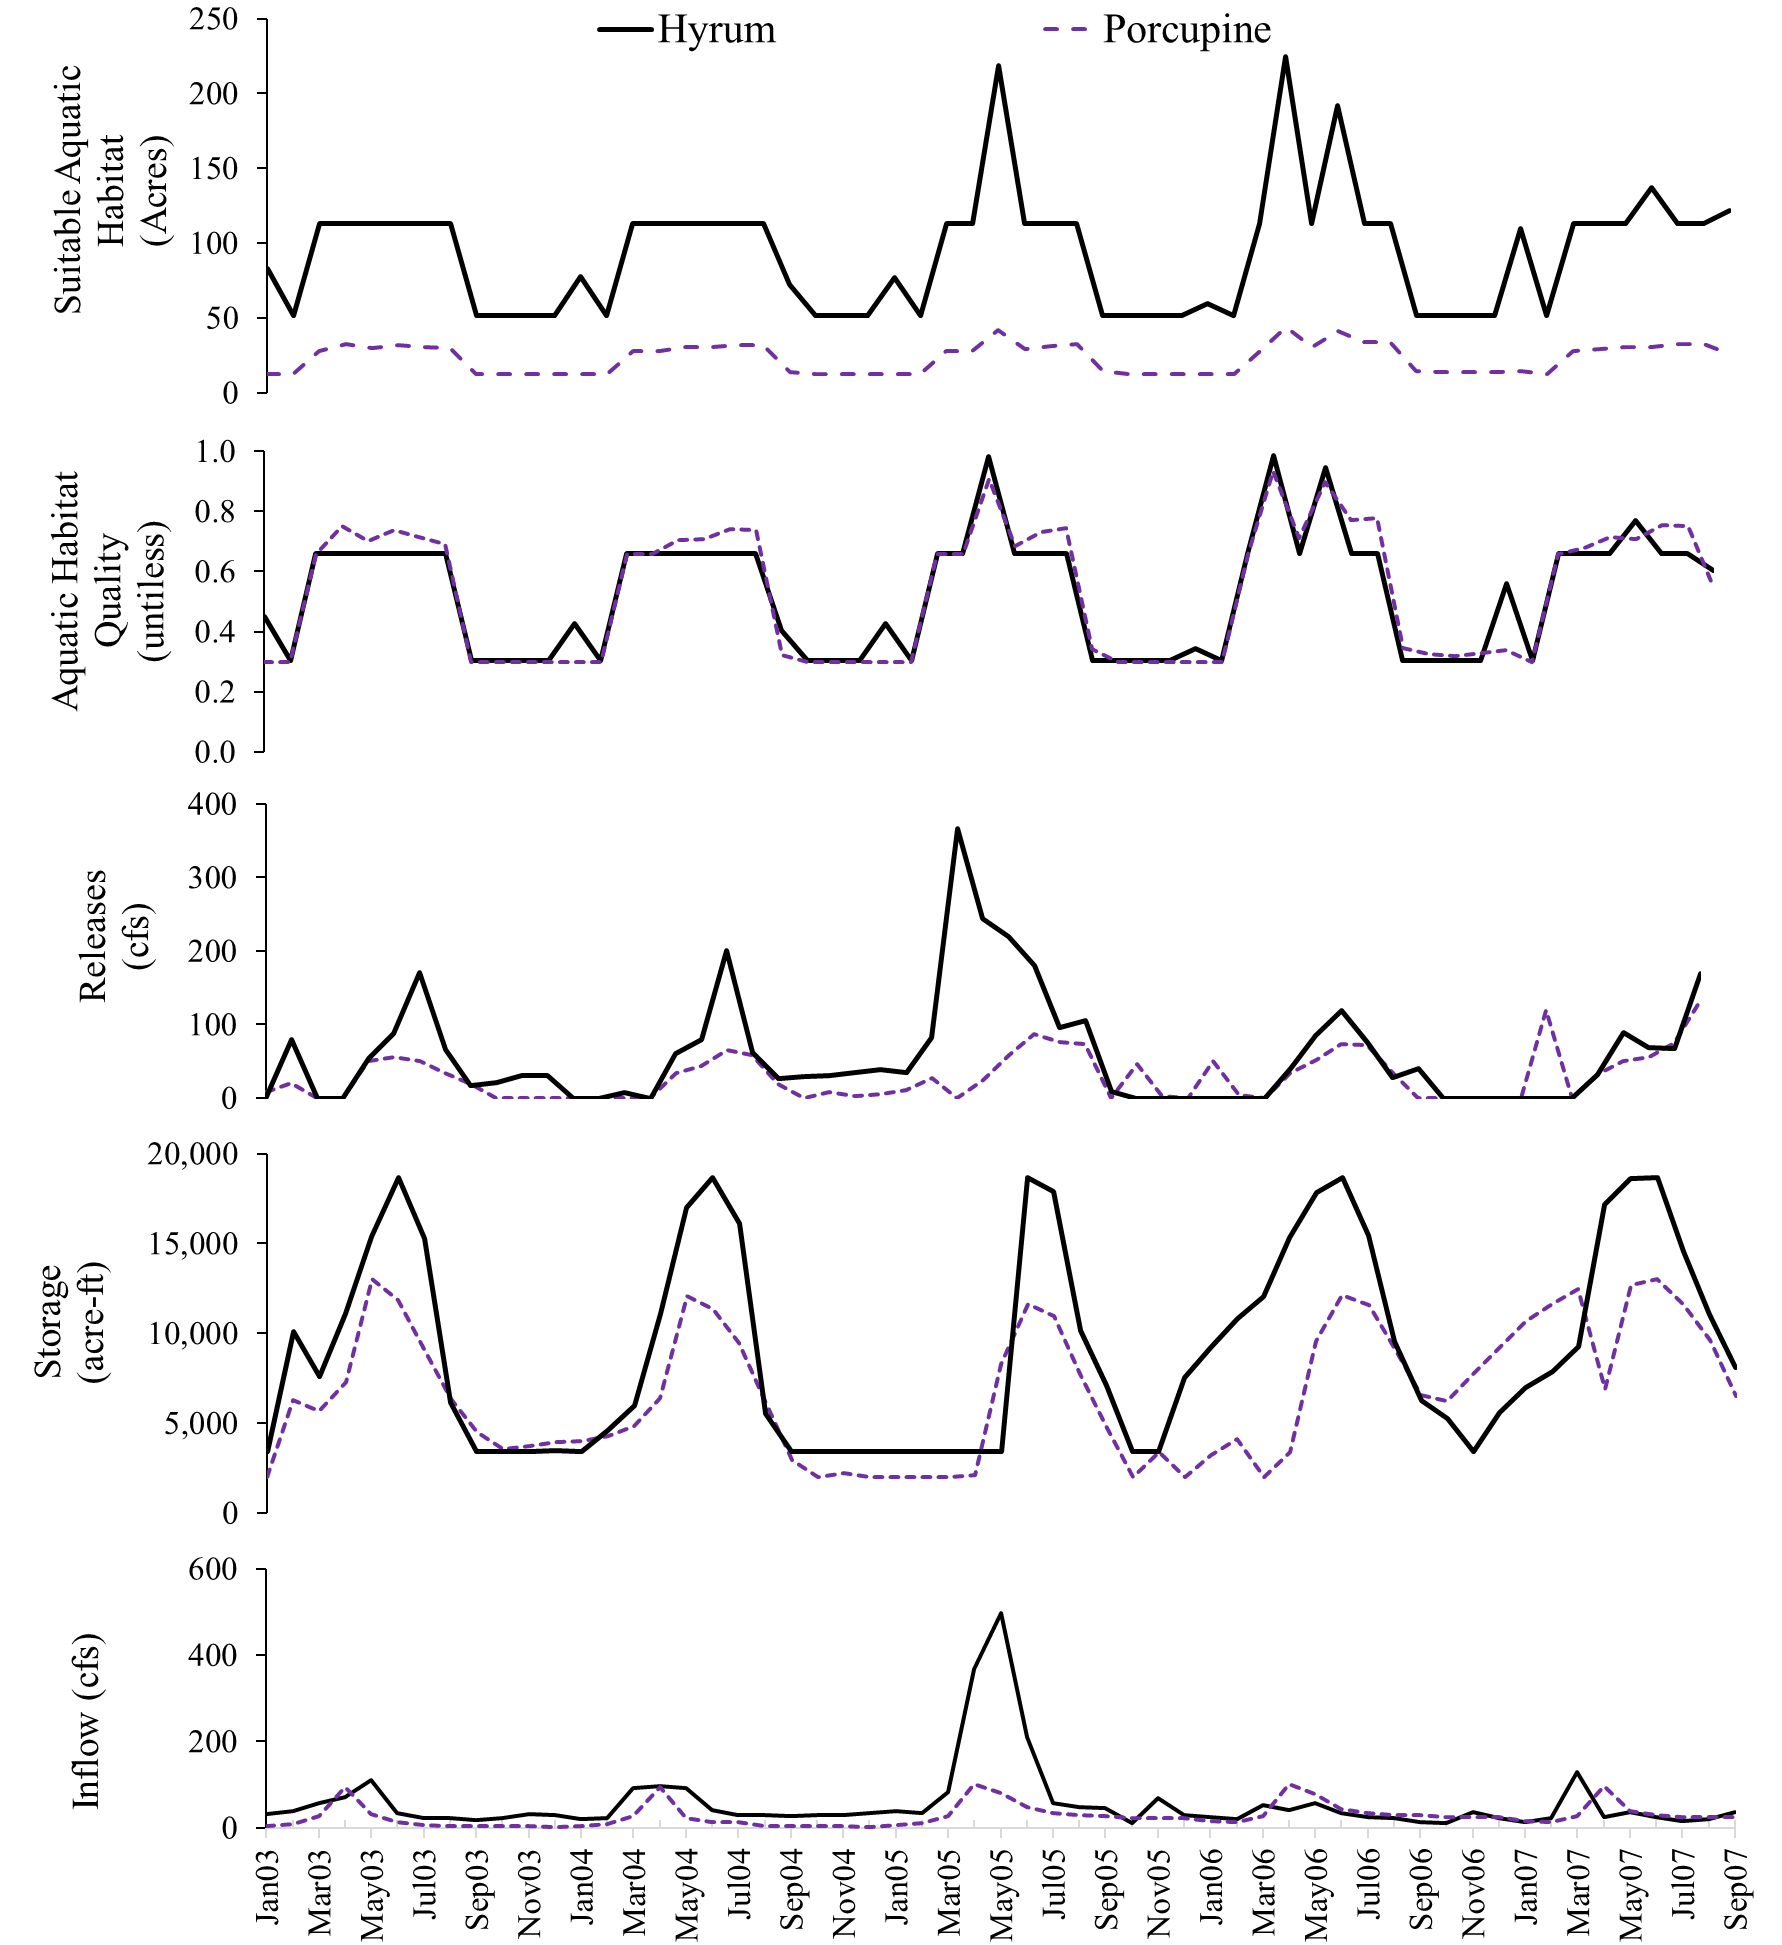 Hyrum
Porcupine
Suitable Aquatic
Habitat
(Acres)
250
200
150
100
50
0
Aquatic Habitat
Quality
(untiless)
1.0
0.8
0.6
0.4
0.2
0.0
Releases
(cfs)
400
300
200
100
0
Storage
(acre-ft)
20,000
15,000
10,000
5,000
0
Inflow (cfs)
600
400
200
0
Jan03
Mar03
May03
Jul03
Sep03
Nov03
Jan04
Mar04
May04
Jul04
Sep04
Nov04
Jan05
Mar05
May05
Jul05
Sep05
Nov05
Jan06
Mar06
May06
Jul06
Sep06
Nov06
Jan07
Mar07
May07
Jul07
Sep07